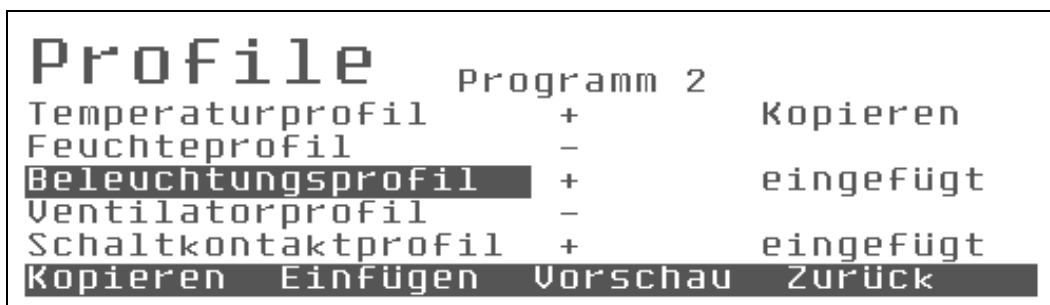 Profile Programm 2
Temperaturprofil + Kopieren
Feuchteprofil –
Beleuchtungsprofil + eingefügt
Ventilatorprofil –
Schaltkontaktprofil + eingefügt
Kopieren Einfügen Vorschau Zurück